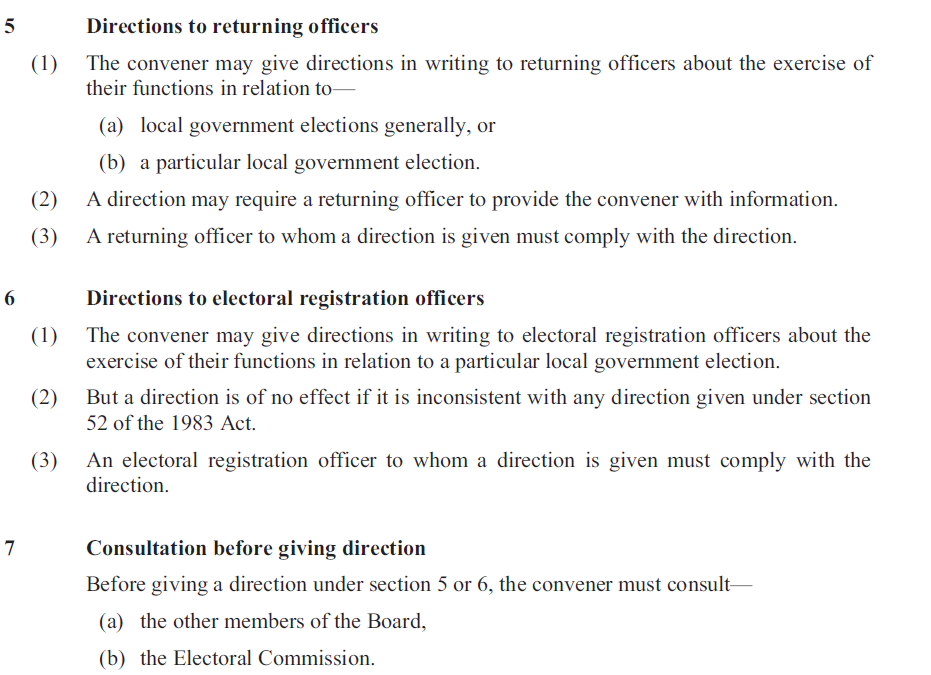 5 Directions to returning officers
(1) The convener may give directions in writing to returning officers about the exercise of
their functions in relation to—
(a) local government elections generally, or
(b) a particular local government election.
(2) A direction may require a returning officer to provide the convener with information.
(3) A returning officer to whom a direction is given must comply with the direction.
6 Directions to electoral registration officers
(1) The convener may give directions in writing to electoral registration officers about the
exercise of their functions in relation to a particular local government election.
(2) But a direction is of no effect if it is inconsistent with any direction given under section
52 of the 1983 Act.
(3) An electoral registration officer to whom a direction is given must comply with the
direction.
7 Consultation before giving direction
Before giving a direction under section 5 or 6, the convener must consult—
(a) the other members of the Board,
(b) the Electoral Commission.